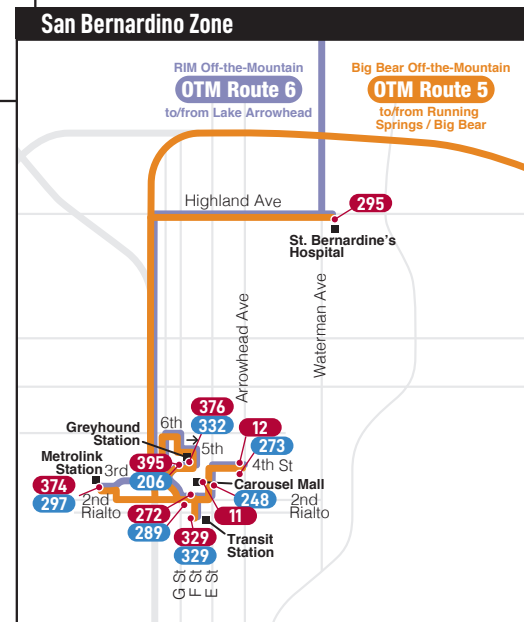 San Bernardino Zone
RIM Off-the-Mountain
OTM Route 6
to/from Lake Arrowhead
Big Bear Off-the-Mountain
OTM Route 5
to/from Running
Springs / Big Bear
Highland Ave
295
St. Bernardine's
Hospital
Arrowhead Ave
Waterman Ave
376
332
6th
5th
Greyhound
Station
12
273
4th St
Metrolink
Station
395
206
3rd
374
297
2nd
Rialto
Carousel Mall
248
2nd
Rialto
272
289
11
329
329
Transit
Station
G St
F St
E St